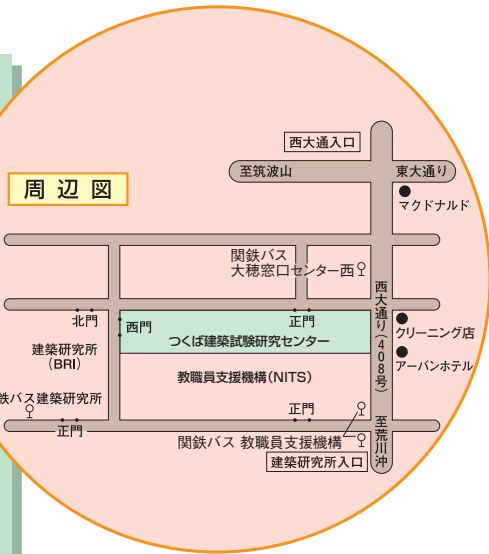 西大通入口
至筑波山
東大通り
周辺図
マクドナルド
関鉄バス
大穂窓口センター西
西大通り(408号)
北門
西門
正門
クリーニング店
つくば建築試験研究センター
建築研究所
(BRI)
アーバンホテル
教職員支援機構(NITS)
鉄バス建築研究所
正門
正門
至荒川沖
関鉄バス 教職員支援機構
建築研究所入口